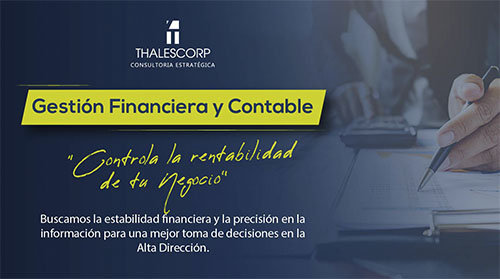 THALESCORP
CONSULTORIA ESTRATÉGICA
Gestión Financiera y Contable
"Controla la rentabilidad
de tu Negocio"
Buscamos la estabilidad financiera y la precisión en la
información para una mejor toma de decisiones en la
Alta Dirección.